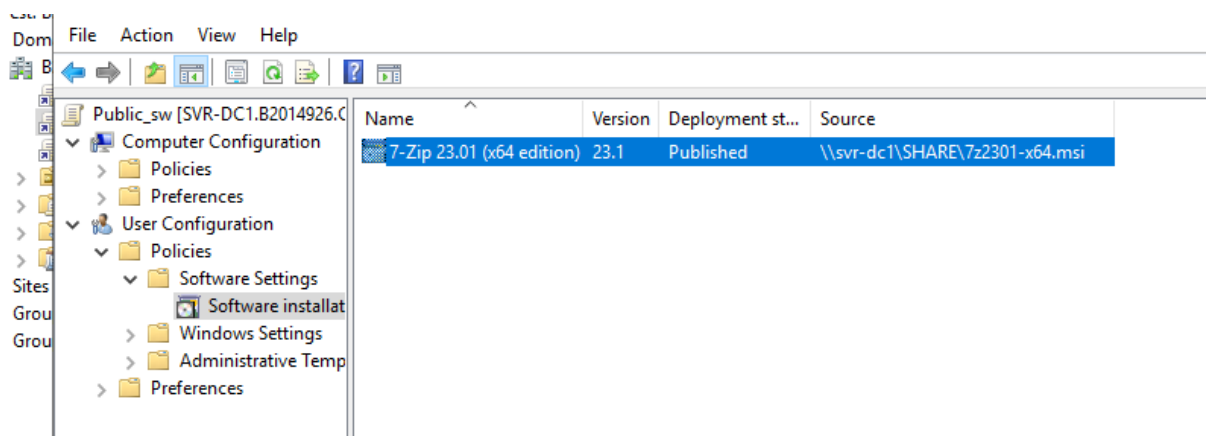 File Action View Help
Dom
B
Public_sw [SVR-DC1.B2014926.C
Name Version Deployment st... Source
Computer Configuration
7-Zip 23.01 (x64 edition) 23.1 Published \\svr-dc1\SHARE\7z2301-x64.msi
Policies
Preferences
User Configuration
Policies
Software Settings
Sites
Software installat
Grou
Windows Settings
Grou
Administrative Temp
Preferences